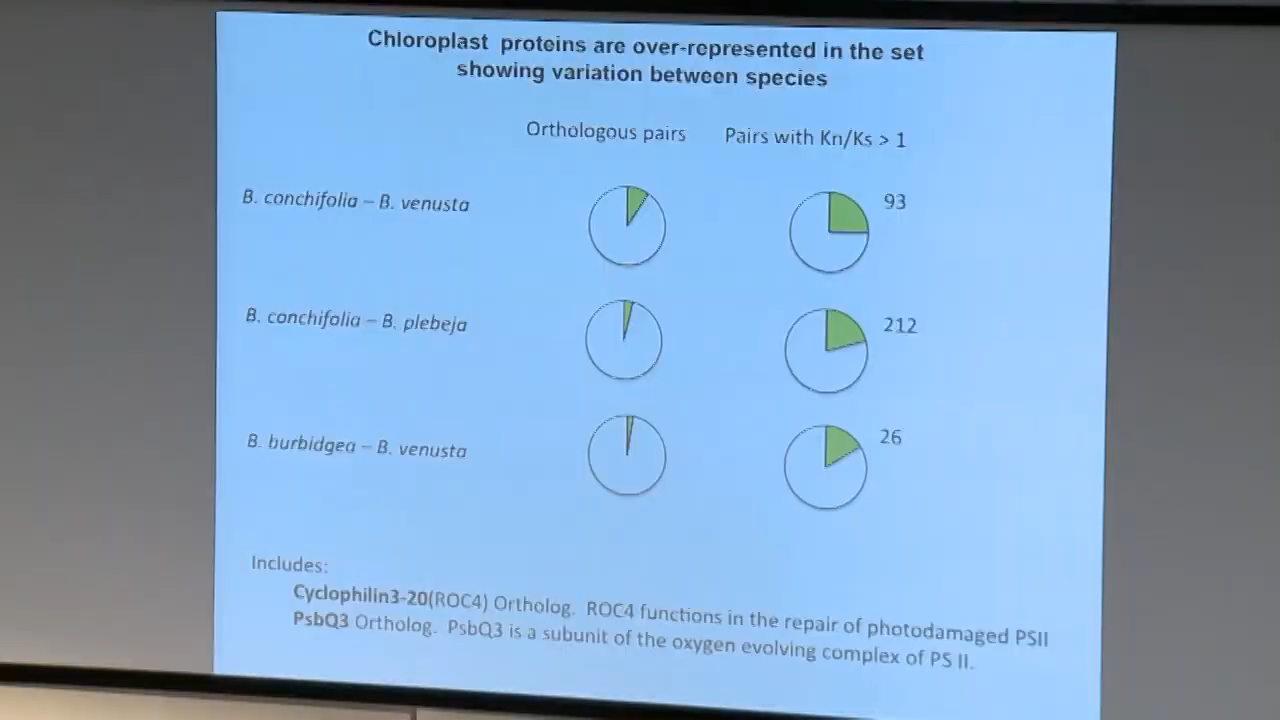 Chloroplast proteins are over-represented in the set
showing variation between species
Orthologous pairs Pairs with Kn/Ks > 1
B. conchifolia – B. venusta 93
B. conchifolia – B. plebeja 212
B. burbidgea – B. venusta 26
Includes:
Cyclophilin3-20(ROC4) Ortholog. ROC4 functions in the repair of photodamaged PSII
PsbQ3 Ortholog. PsbQ3 is a subunit of the oxygen evolving complex of PS II.